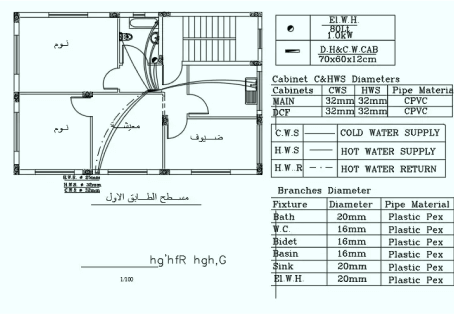 نوم
نوم
معيشة
ضيوف
H.W.S ø 32mm
CWS ø 32mm
مسطح الطابق الاول
hg'hfR hgh,G
1/100
El.W.H.
80Lt.
1.0kW
D.H&C.W.CAB
70x60x12cm
Cabinet C&HWS Diameters
Cabinets CWS HWS Pipe Materia
MAIN 32mm 32mm CPVC
DCF 32mm 32mm CPVC
C.W.S COLD WATER SUPPLY
H.W.S HOT WATER SUPPLY
H.W.R HOT WATER RETURN
Branches Diameter
Fixture Diameter Pipe Material
Bath 20mm Plastic Pex
W.C. 16mm Plastic Pex
Bidet 16mm Plastic Pex
Basin 16mm Plastic Pex
Sink 20mm Plastic Pex
El.W.H. 20mm Plastic Pex